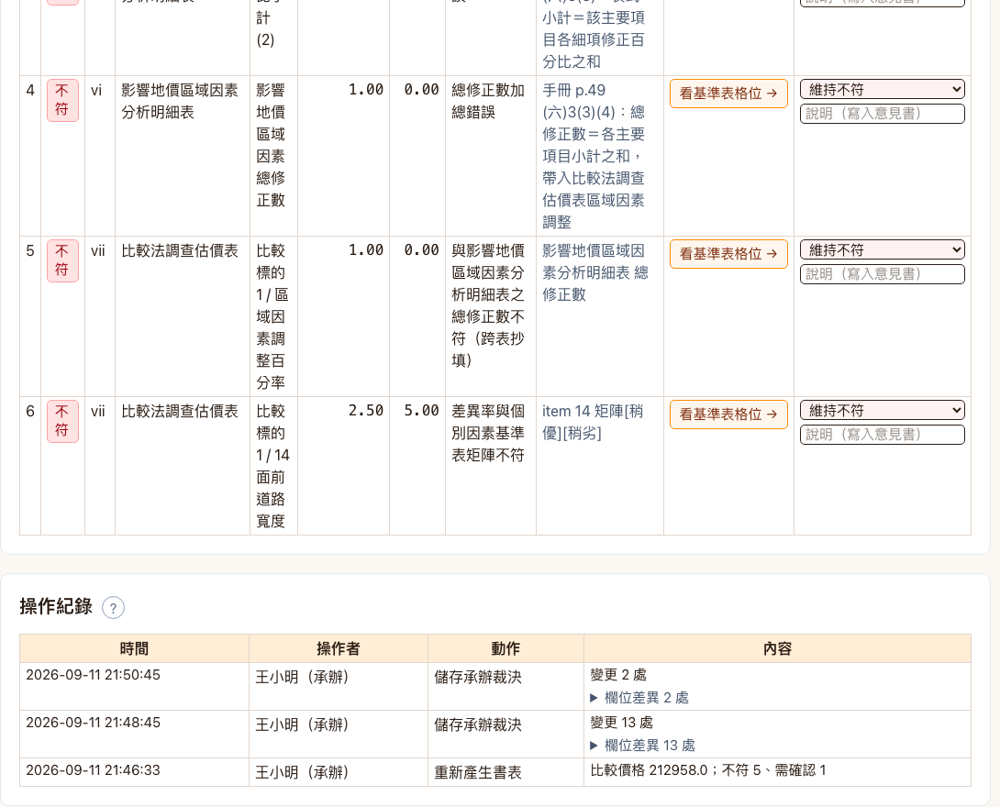 計
(2)
小計＝該主要項
目各細項修正百
分比之和
4
不
符
vi
影響地價區域因素
分析明細表
影響
地價
區域
因素
總修
正數
1.00
0.00
總修正數加
總錯誤
手冊 p.49
(六)3(3)(4)：總
修正數＝各主要
項目小計之和，
帶入比較法調查
估價表區域因素
調整
看基準表格位 →
維持不符
說明（寫入意見書）
5
不
符
vii
比較法調查估價表
比較
標的
1 / 區
域因
素調
整百
分率
1.00
0.00
與影響地價
區域因素分
析明細表之
總修正數不
符（跨表抄
填）
影響地價區域因
素分析明細表 總
修正數
看基準表格位 →
維持不符
說明（寫入意見書）
6
不
符
vii
比較法調查估價表
比較
標的
1 / 14
面前
道路
寬度
2.50
5.00
差異率與個
別因素基準
表矩陣不符
item 14 矩陣[稍
優][稍劣]
看基準表格位 →
維持不符
說明（寫入意見書）
操作紀錄 ?
時間 操作者 動作 內容
2026-09-11 21:50:45 王小明（承辦） 儲存承辦裁決 變更 2 處
▶ 欄位差異 2 處
2026-09-11 21:48:45 王小明（承辦） 儲存承辦裁決 變更 13 處
▶ 欄位差異 13 處
2026-09-11 21:46:33 王小明（承辦） 重新產生書表 比較價格 212958.0；不符 5、需確認 1